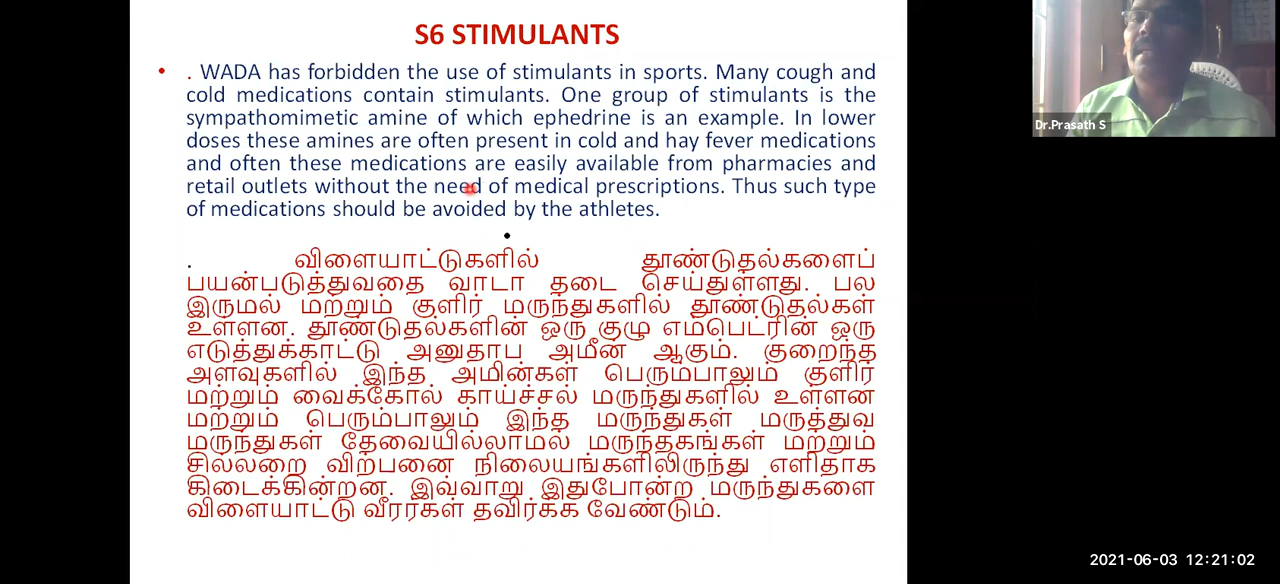 S6 STIMULANTS
• . WADA has forbidden the use of stimulants in sports. Many cough and
cold medications contain stimulants. One group of stimulants is the
sympathomimetic amine of which ephedrine is an example. In lower
doses these amines are often present in cold and hay fever medications
and often these medications are easily available from pharmacies and
retail outlets without the need of medical prescriptions. Thus such type
of medications should be avoided by the athletes.
•
. விளையாட்டுகளில் தூண்டுதல்களைப்
பயன்படுத்துவதை வாடா தடை செய்துள்ளது. பல
இருமல் மற்றும் குளிர் மருந்துகளில் தூண்டுதல்கள்
உள்ளன. தூண்டுதல்களின் ஒரு குழு எம்பெட்ரின் ஒரு
எடுத்துக்காட்டு அனுதாப அமீன் ஆகும். குறைந்த
அளவுகளில் இந்த அமின்கள் பெரும்பாலும் குளிர்
மற்றும் வைக்கோல் காய்ச்சல் மருந்துகளில் உள்ளன
மற்றும் பெரும்பாலும் இந்த மருந்துகள் மருத்துவ
மருந்துகள் தேவையில்லாமல் மருந்தகங்கள் மற்றும்
சில்லறை விற்பனை நிலையங்களிலிருந்து எளிதாக
கிடைக்கின்றன. இவ்வாறு இதுபோன்ற மருந்துகளை
விளையாட்டு வீரர்கள் தவிர்க்க வேண்டும்.
Dr.Prasath S
2021-06-03 12:21:02